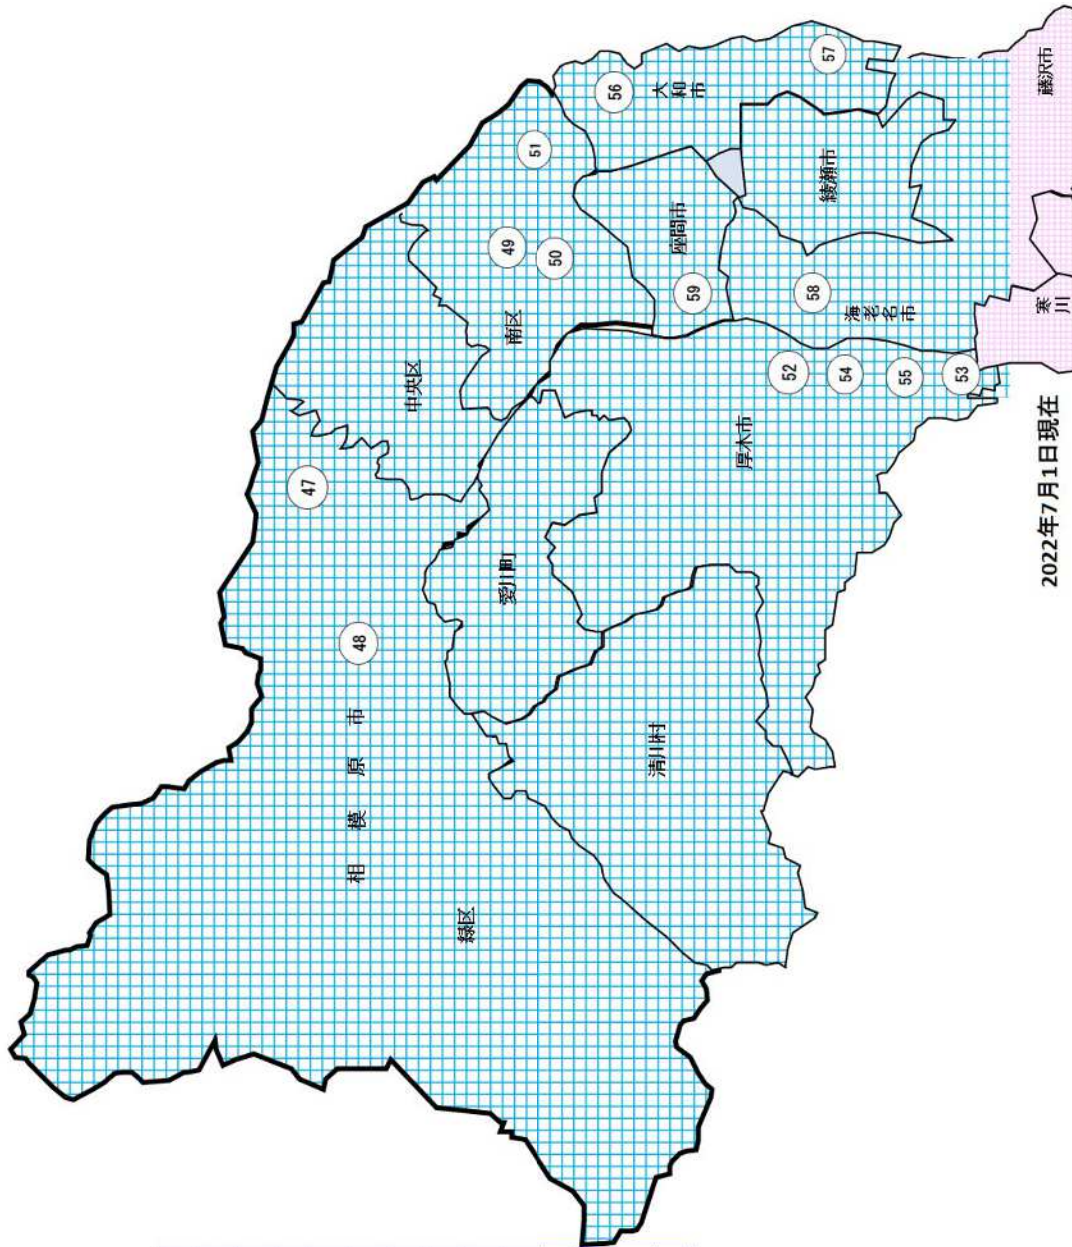 相模原市
緑区
中央区
南区
愛川町
清川村
厚木市
座間市
大和市
綾瀬市
海老名市
寒川
藤沢市
47
48
49
50
51
52
54
55
53
56
57
58
59
2022年7月1日現在